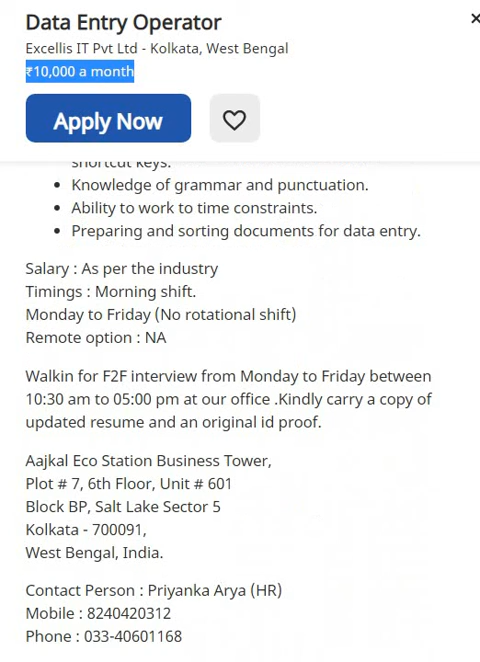 Data Entry Operator
Excellis IT Pvt Ltd - Kolkata, West Bengal
₹10,000 a month
Apply Now
shortcut keys.
• Knowledge of grammar and punctuation.
• Ability to work to time constraints.
• Preparing and sorting documents for data entry.
Salary : As per the industry
Timings : Morning shift.
Monday to Friday (No rotational shift)
Remote option : NA
Walkin for F2F interview from Monday to Friday between
10:30 am to 05:00 pm at our office .Kindly carry a copy of
updated resume and an original id proof.
Aajkal Eco Station Business Tower,
Plot # 7, 6th Floor, Unit # 601
Block BP, Salt Lake Sector 5
Kolkata - 700091,
West Bengal, India.
Contact Person : Priyanka Arya (HR)
Mobile : 8240420312
Phone : 033-40601168